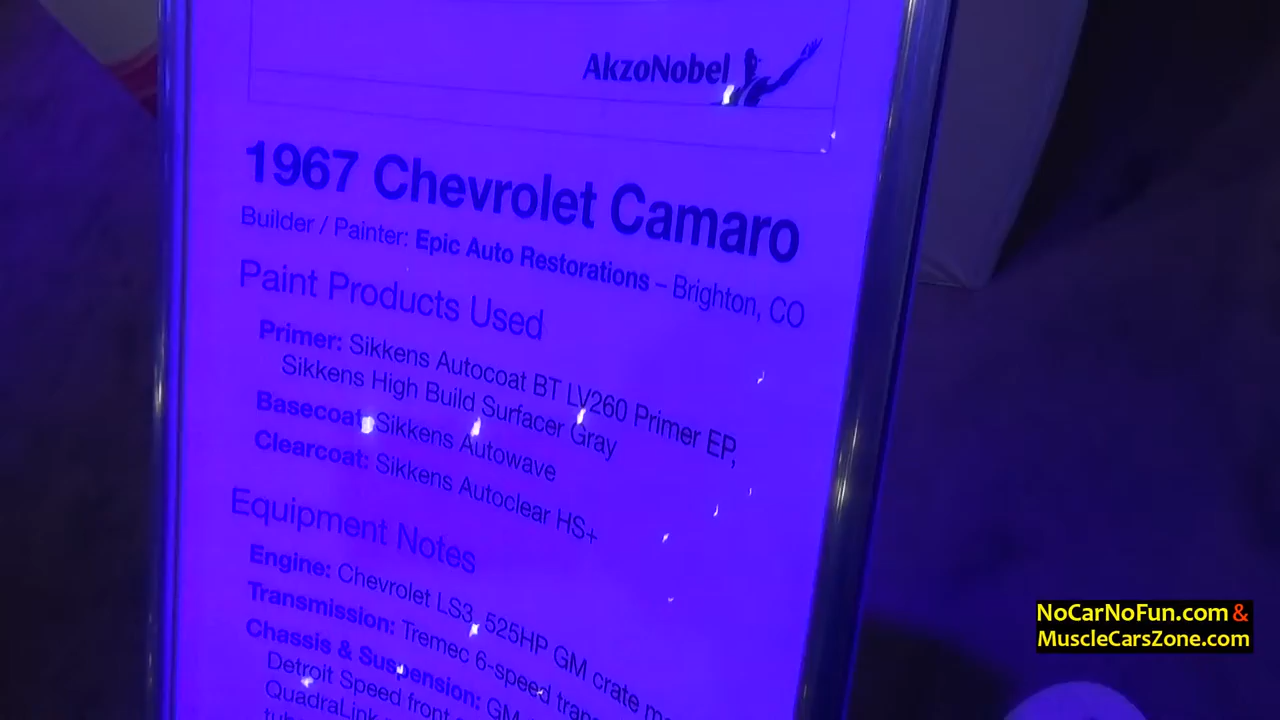 AkzoNobel
1967 Chevrolet Camaro
Builder / Painter: Epic Auto Restorations – Brighton, CO
Paint Products Used
Primer: Sikkens Autocoat BT LV260 Primer EP,
Sikkens High Build Surfacer Gray
Basecoat: Sikkens Autowave
Clearcoat: Sikkens Autoclear HS+
Equipment Notes
Engine: Chevrolet LS3, 525HP GM crate
Transmission: Tremec 6-speed
Chassis & Suspension: GM
Detroit Speed front
QuadraLink
NoCarNoFun.com &
MuscleCarsZone.com